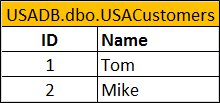 USADB.dbo.USACustomers
ID Name
1 Tom
2 Mike